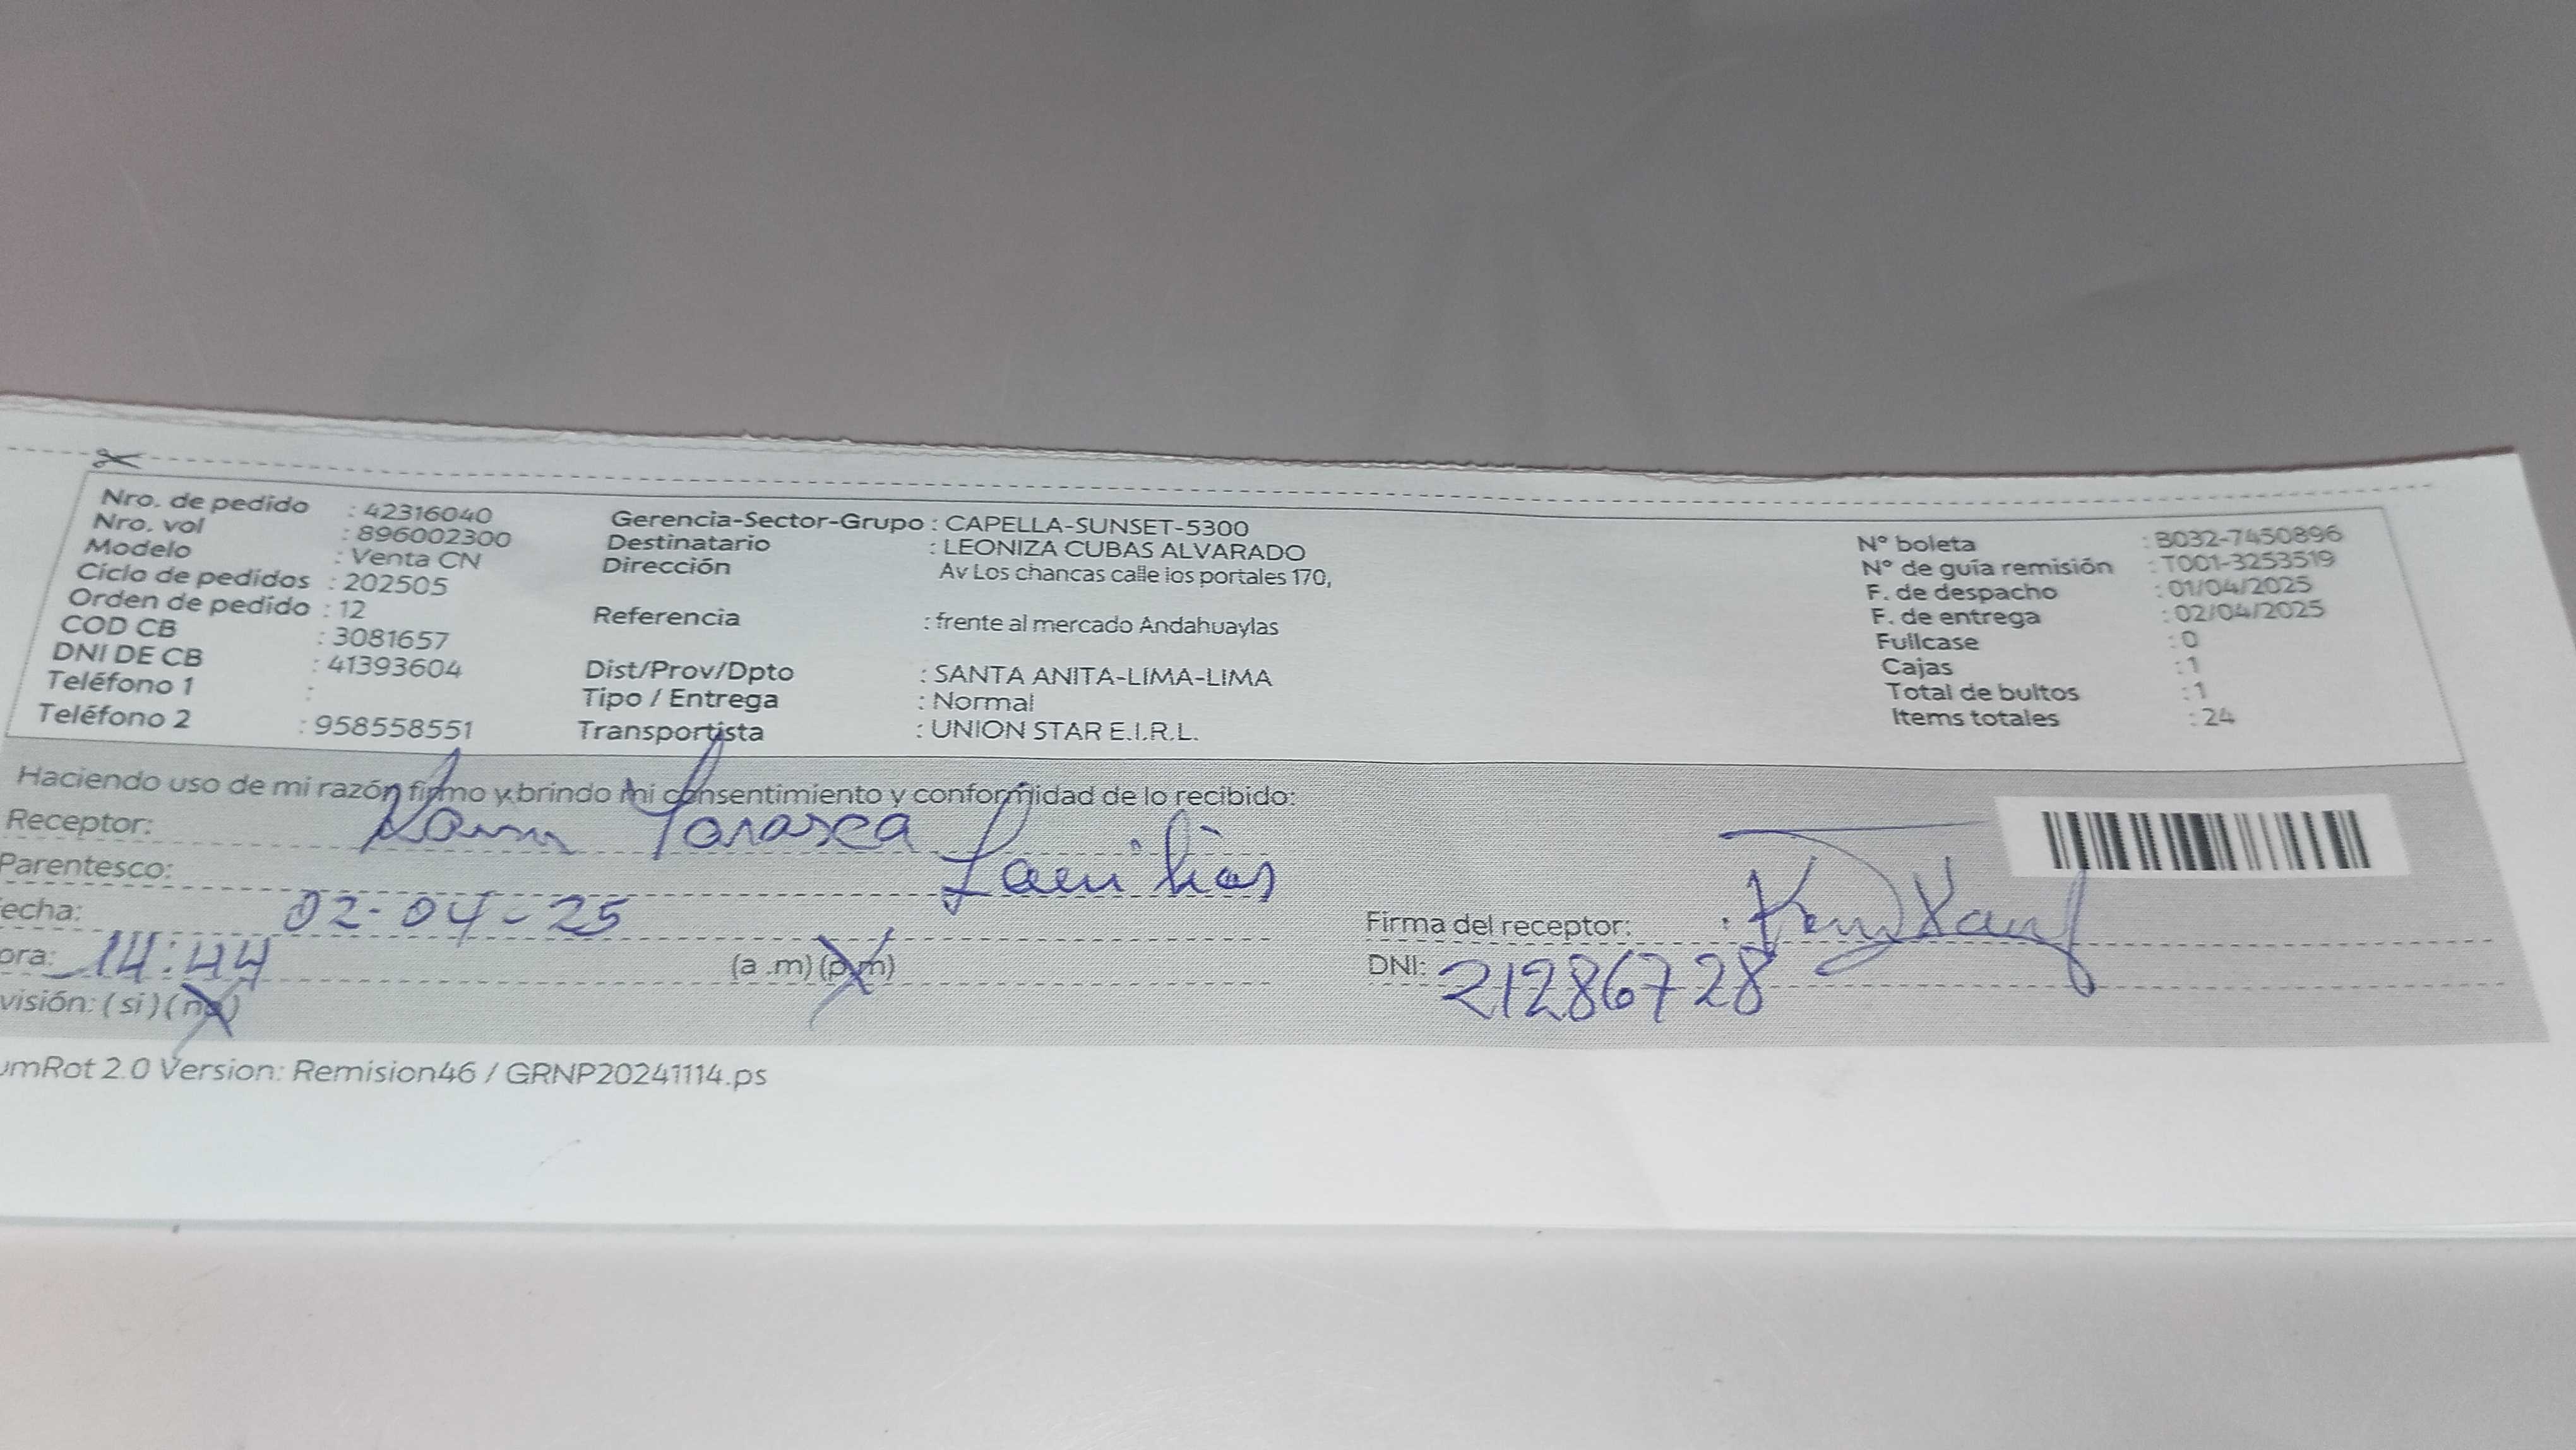 Nro. de pedido : 42316040
Nro. vol : 896002300
Modelo : Venta CN
Ciclo de pedidos : 202505
Orden de pedido : 12
COD CB : 3081657
DNI DE CB : 41393604
Teléfono 1 :
Teléfono 2 : 958558551
Gerencia-Sector-Grupo : CAPELLA-SUNSET-5300
Destinatario : LEONIZA CUBAS ALVARADO
Dirección Av Los chancas calle los portales 170,
Referencia : frente al mercado Andahuaylas
Dist/Prov/Dpto : SANTA ANITA-LIMA-LIMA
Tipo / Entrega : Normal
Transportista : UNION STAR E.I.R.L.
N° boleta : B032-7450896
N° de guía remisión : T001-3253519
F. de despacho : 01/04/2025
F. de entrega : 02/04/2025
Fullcase : 0
Cajas : 1
Total de bultos : 1
Items totales : 24
Haciendo uso de mi razón firmo y brindo mi consentimiento y conformidad de lo recibido:
Receptor:
Parentesco:
echa: 02-04-25
ora: 14:44 (a .m) (p.m)
visión: ( si ) ( no )
Firma del receptor:
DNI: 21286728
umRot 2.0 Version: Remision46 / GRNP20241114.ps